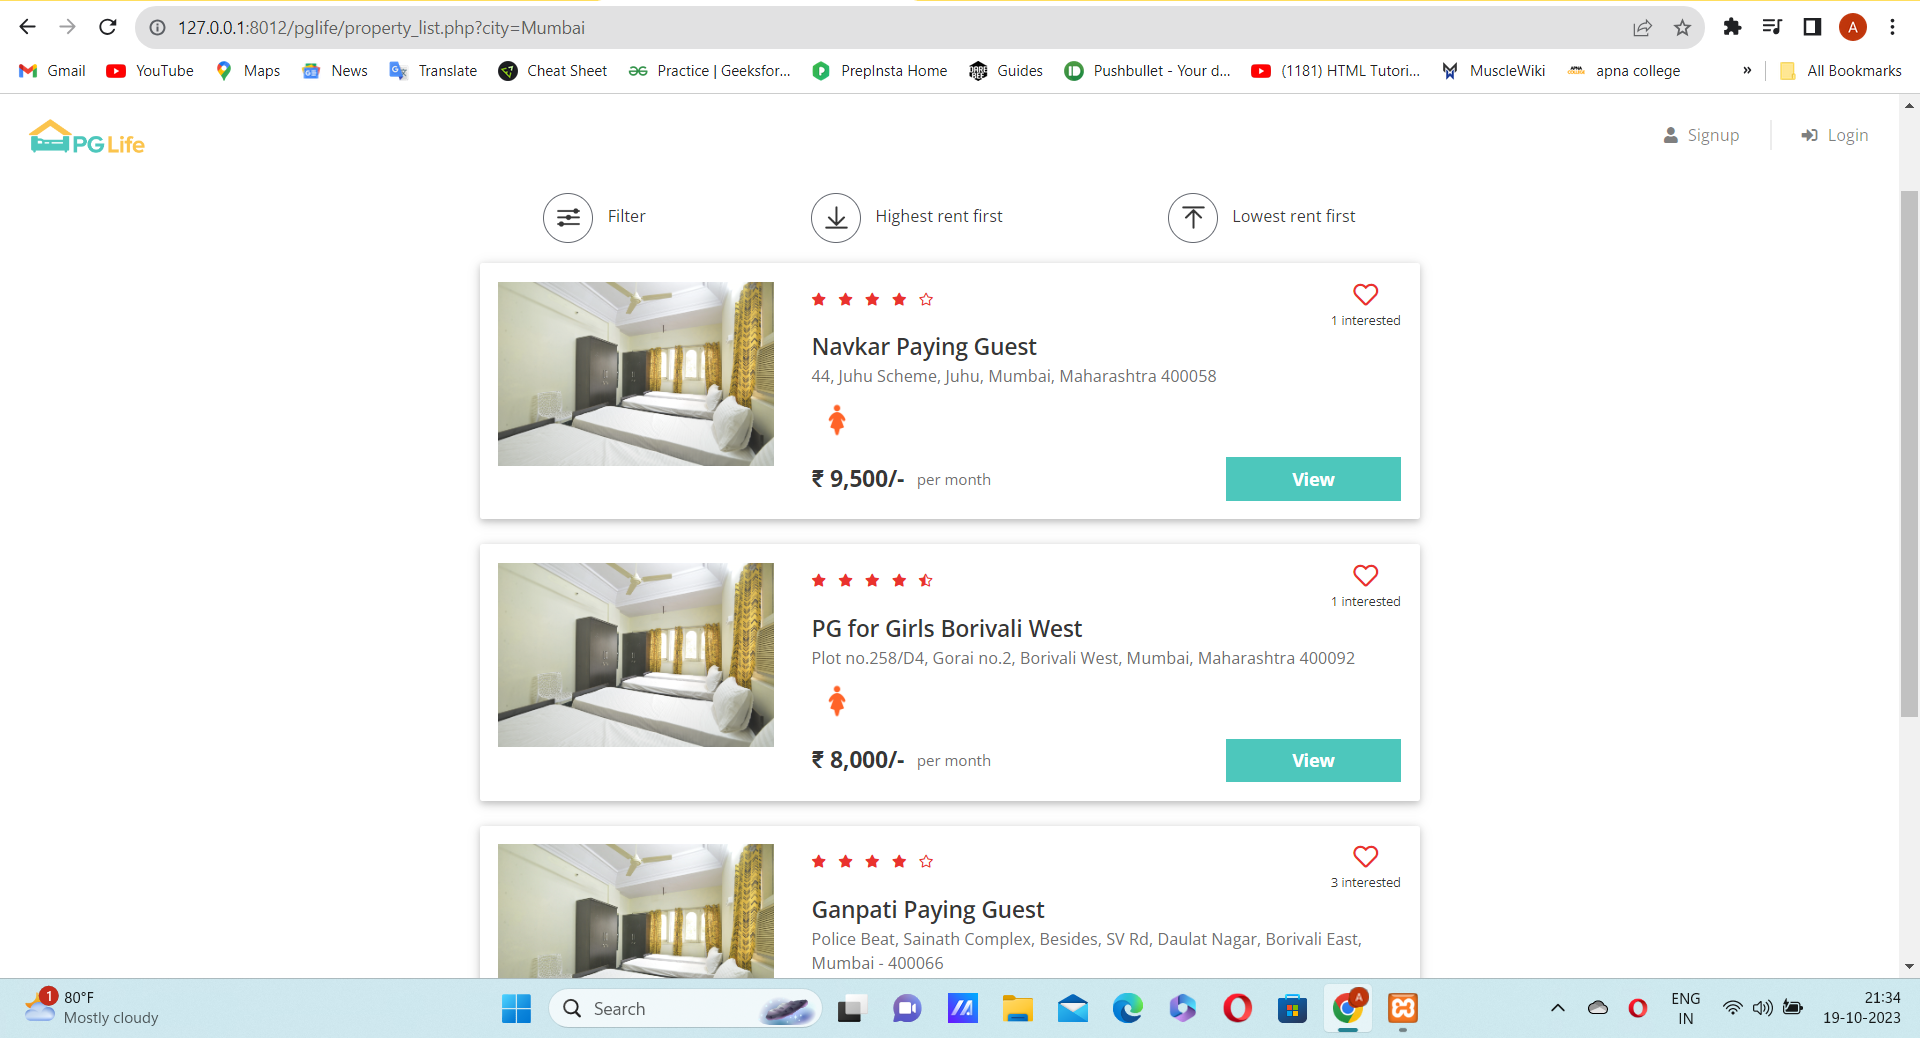 127.0.0.1:8012/pglife/property_list.php?city=Mumbai
A
Gmail
YouTube
Maps
News
Translate
Cheat Sheet
Practice | Geeksfor...
PrepInsta Home
Guides
Pushbullet - Your d...
(1181) HTML Tutori...
MuscleWiki
apna college
»
All Bookmarks
PG Life
Signup
Login
Filter
Highest rent first
Lowest rent first
1 interested
Navkar Paying Guest
44, Juhu Scheme, Juhu, Mumbai, Maharashtra 400058
₹ 9,500/- per month
View
1 interested
PG for Girls Borivali West
Plot no.258/D4, Gorai no.2, Borivali West, Mumbai, Maharashtra 400092
₹ 8,000/- per month
View
3 interested
Ganpati Paying Guest
Police Beat, Sainath Complex, Besides, SV Rd, Daulat Nagar, Borivali East,
Mumbai - 400066
1
80°F
Mostly cloudy
Search
A
ENG
IN
21:34
19-10-2023